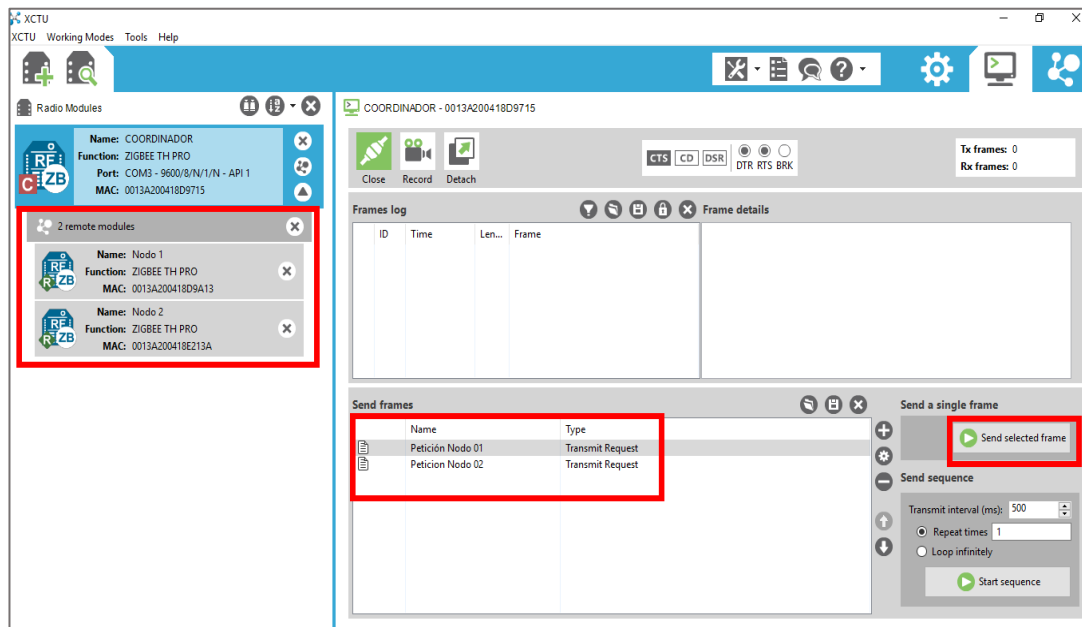 XCTU
XCTU Working Modes Tools Help
Radio Modules
Name: COORDINADOR
Function: ZIGBEE TH PRO
Port: COM3 - 9600/8/N/1/N - API 1
MAC: 0013A200418D9715
2 remote modules
Name: Nodo 1
Function: ZIGBEE TH PRO
MAC: 0013A200418D9A13
Name: Nodo 2
Function: ZIGBEE TH PRO
MAC: 0013A200418E213A
COORDINADOR - 0013A200418D9715
Close Record Detach
CTS CD DSR
DTR RTS BRK
Tx frames: 0
Rx frames: 0
Frames log
Frame details
ID Time Len... Frame
Send frames
Name Type
Petición Nodo 01 Transmit Request
Peticion Nodo 02 Transmit Request
Send a single frame
Send selected frame
Send sequence
Transmit interval (ms): 500
Repeat times 1
Loop infinitely
Start sequence